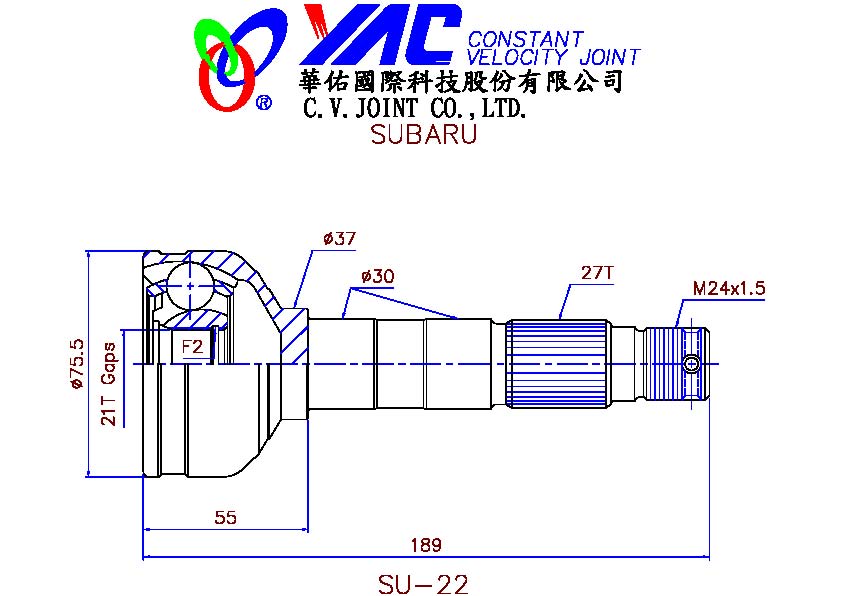 YAC CONSTANT
VELOCITY JOINT
華佑國際科技股份有限公司
®
C.V.JOINT CO.,LTD.
SUBARU
ø37
ø30
27T
M24x1.5
F2
ø75.5
21T Gaps
55
189
SU-22